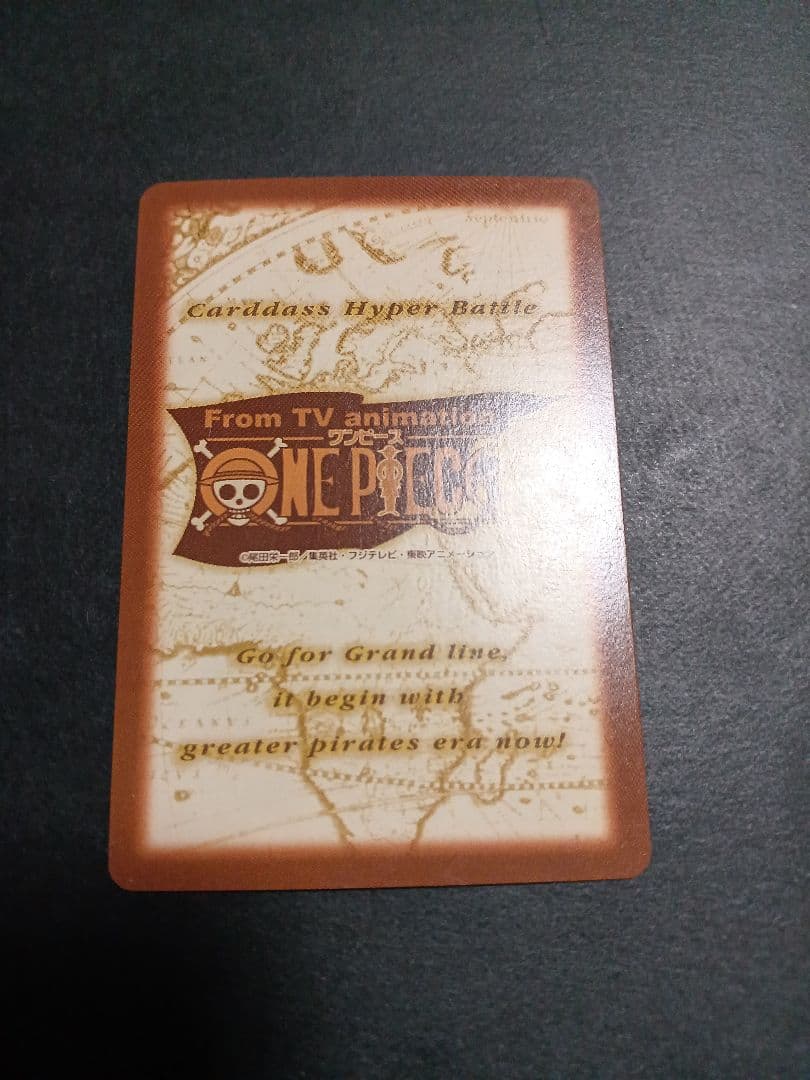 Septentrio
Carddass Hyper Battle
From TV animation
ワンピース
ONE PIECE
©尾田栄一郎/集英社・フジテレビ・東映アニメーション
Go for Grand line,
it begin with
greater pirates era now!